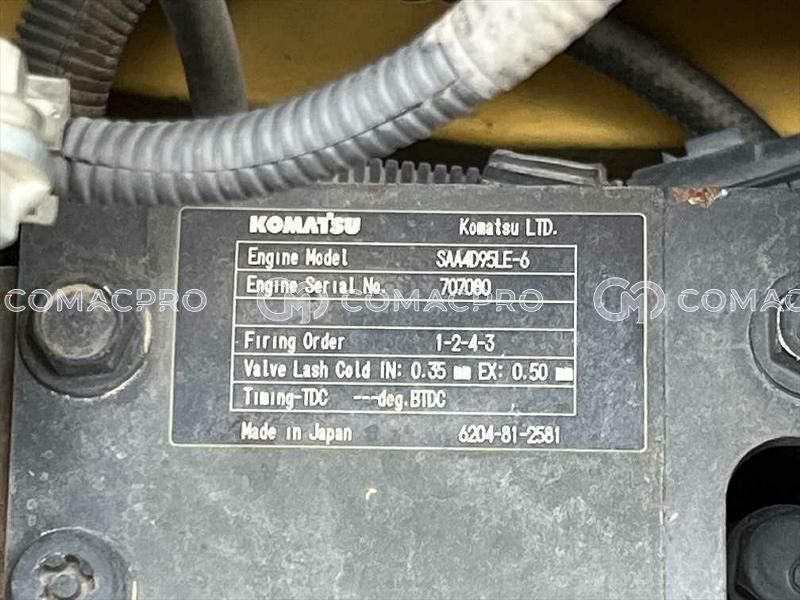 KOMATSU Komatsu LTD.
Engine Model SAA4D95LE-6
Engine Serial No. 707080
COMACPRO COMACPRO COMACPRO
Firing Order 1-2-4-3
Valve Lash Cold IN: 0.35 mm EX: 0.50 mm
Timing-TDC ---deg.BTDC
Made in Japan 6204-81-2581